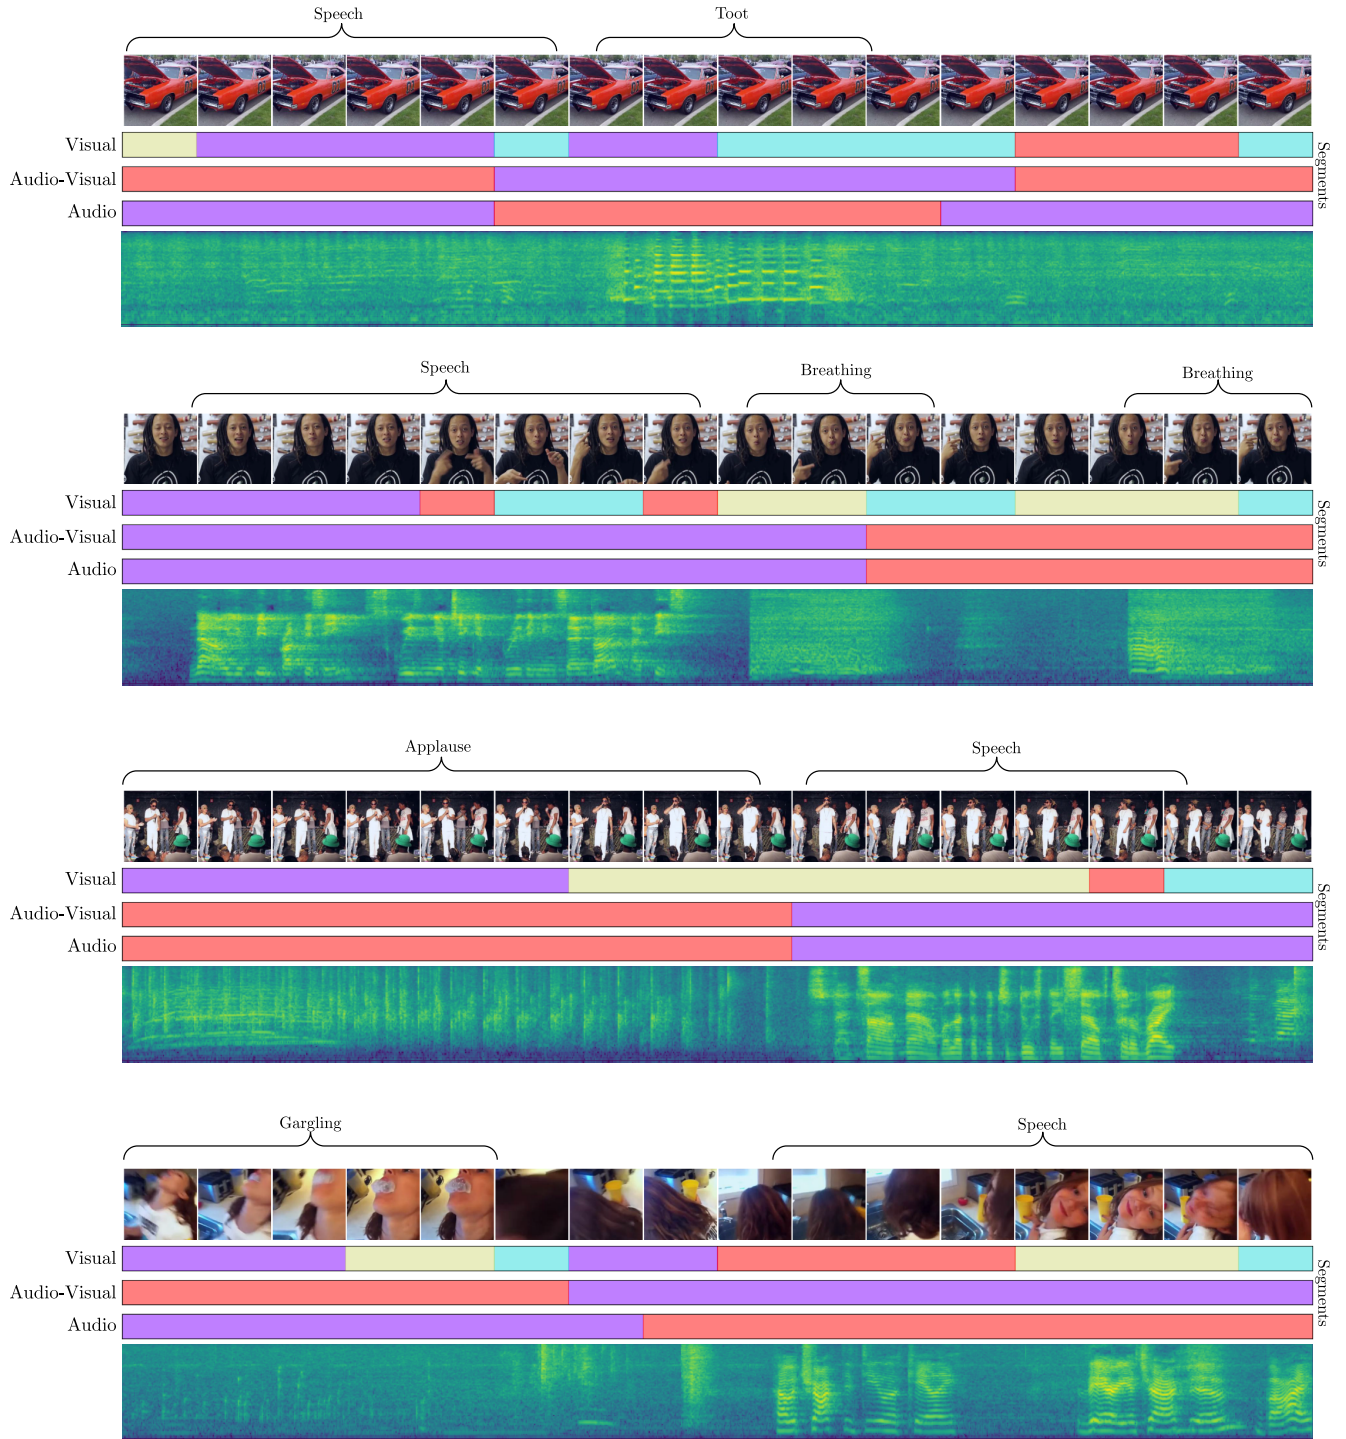 Speech Toot
Visual
Audio-Visual
Audio
Segments
Speech Breathing Breathing
Visual
Audio-Visual
Audio
Segments
Applause Speech
Visual
Audio-Visual
Audio
Segments
Gargling Speech
Visual
Audio-Visual
Audio
Segments